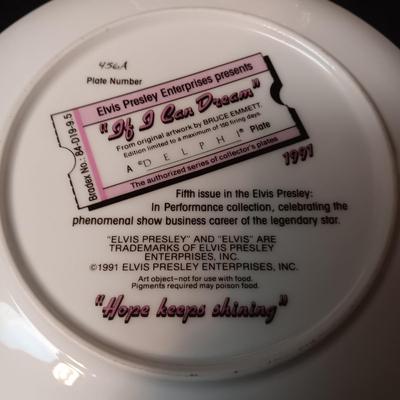 456A
Plate Number
Elvis Presley Enterprises presents
"If I Can Dream"
From original artwork by BRUCE EMMETT.
Edition limited to a maximum of 150 firing days.
A ©DELPHI® Plate
The authorized series of collector's plates
Bradex No.: 84-D19-9.5
1991
Fifth issue in the Elvis Presley:
In Performance collection, celebrating the
phenomenal show business career of the legendary star.
"ELVIS PRESLEY" AND "ELVIS" ARE
TRADEMARKS OF ELVIS PRESLEY
ENTERPRISES, INC.
©1991 ELVIS PRESLEY ENTERPRISES, INC.
Art object–not for use with food.
Pigments required may poison food.
"Hope keeps shining"